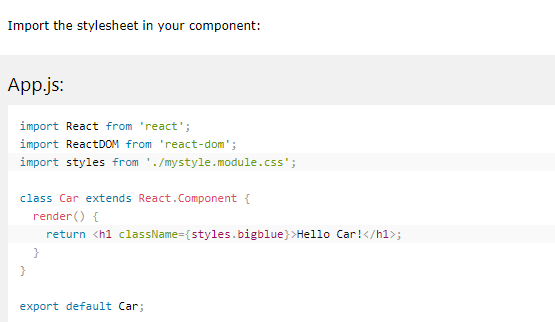 Import the stylesheet in your component:
App.js:
import React from 'react';
import ReactDOM from 'react-dom';
import styles from './mystyle.module.css';
class Car extends React.Component {
render() {
return <h1 className={styles.bigblue}>Hello Car!</h1>;
}
}
export default Car;